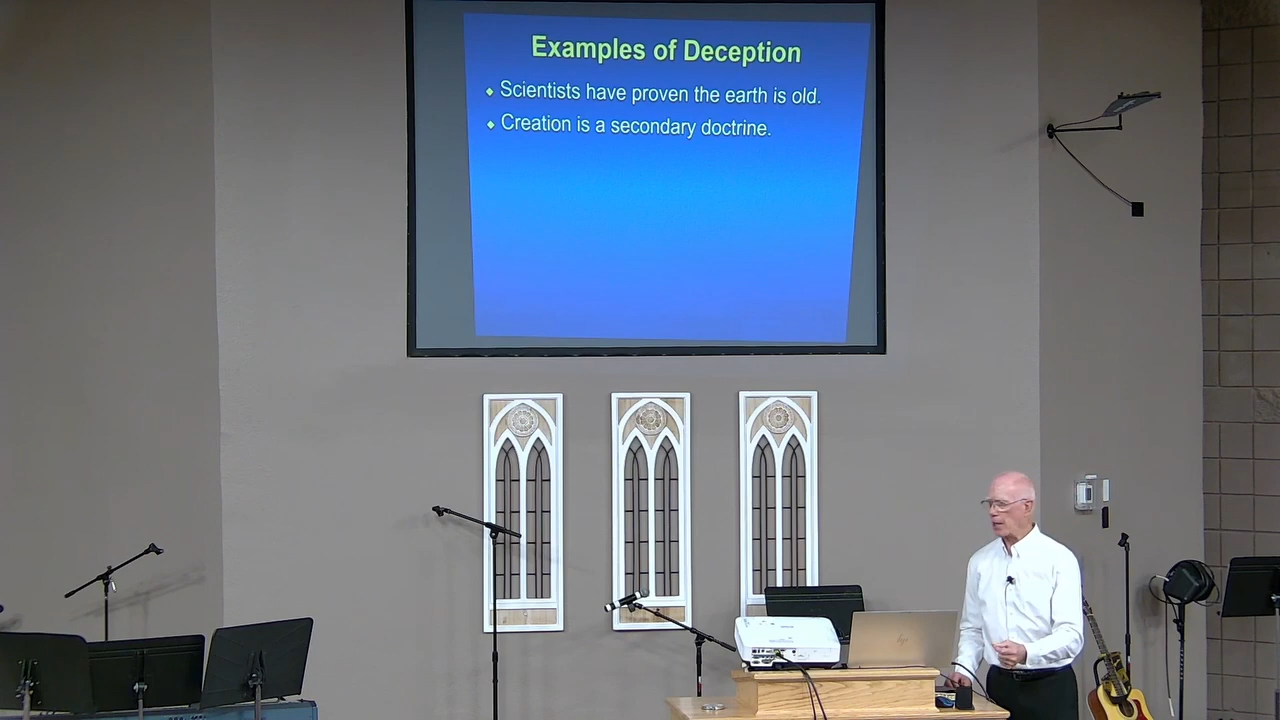 Examples of Deception
Scientists have proven the earth is old.
Creation is a secondary doctrine.